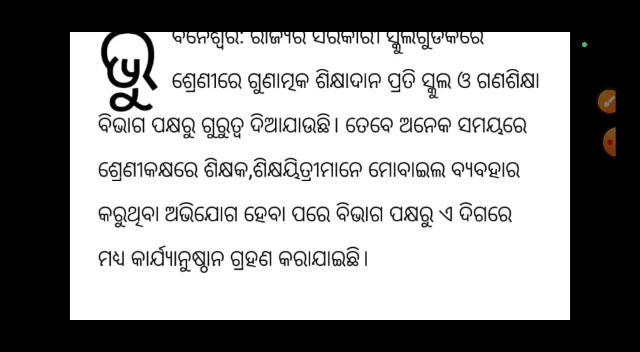 ଭୁବନେଶ୍ୱର: ରାଜ୍ୟର ସରକାରୀ ସ୍କୁଲଗୁଡିକରେ
ଶ୍ରେଣୀରେ ଗୁଣାତ୍ମକ ଶିକ୍ଷାଦାନ ପ୍ରତି ସ୍କୁଲ ଓ ଗଣଶିକ୍ଷା
ବିଭାଗ ପକ୍ଷରୁ ଗୁରୁତ୍ୱ ଦିଆଯାଉଛି। ତେବେ ଅନେକ ସମୟରେ
ଶ୍ରେଣୀକକ୍ଷରେ ଶିକ୍ଷକ,ଶିକ୍ଷୟିତ୍ରୀମାନେ ମୋବାଇଲ ବ୍ୟବହାର
କରୁଥିବା ଅଭିଯୋଗ ହେବା ପରେ ବିଭାଗ ପକ୍ଷରୁ ଏ ଦିଗରେ
ମଧ୍ୟ କାର୍ଯ୍ୟାନୁଷ୍ଠାନ ଗ୍ରହଣ କରାଯାଇଛି।